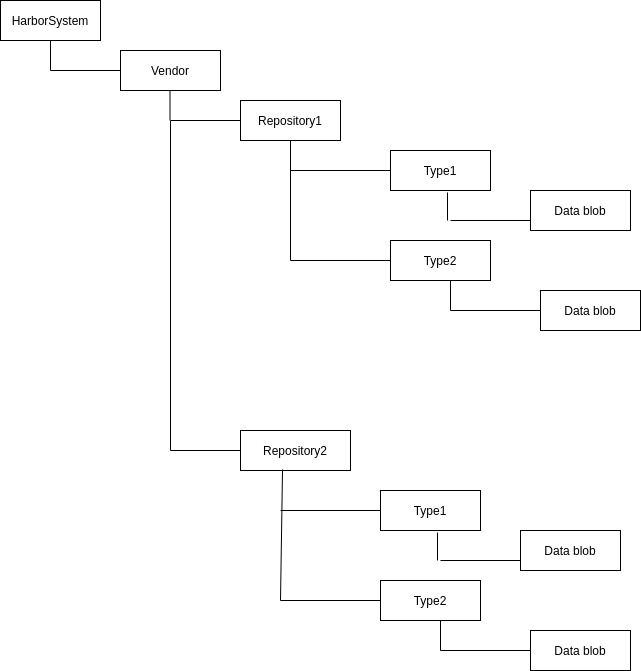 HarborSystem
Vendor
Repository1
Type1
Data blob
Type2
Data blob
Repository2
Type1
Data blob
Type2
Data blob